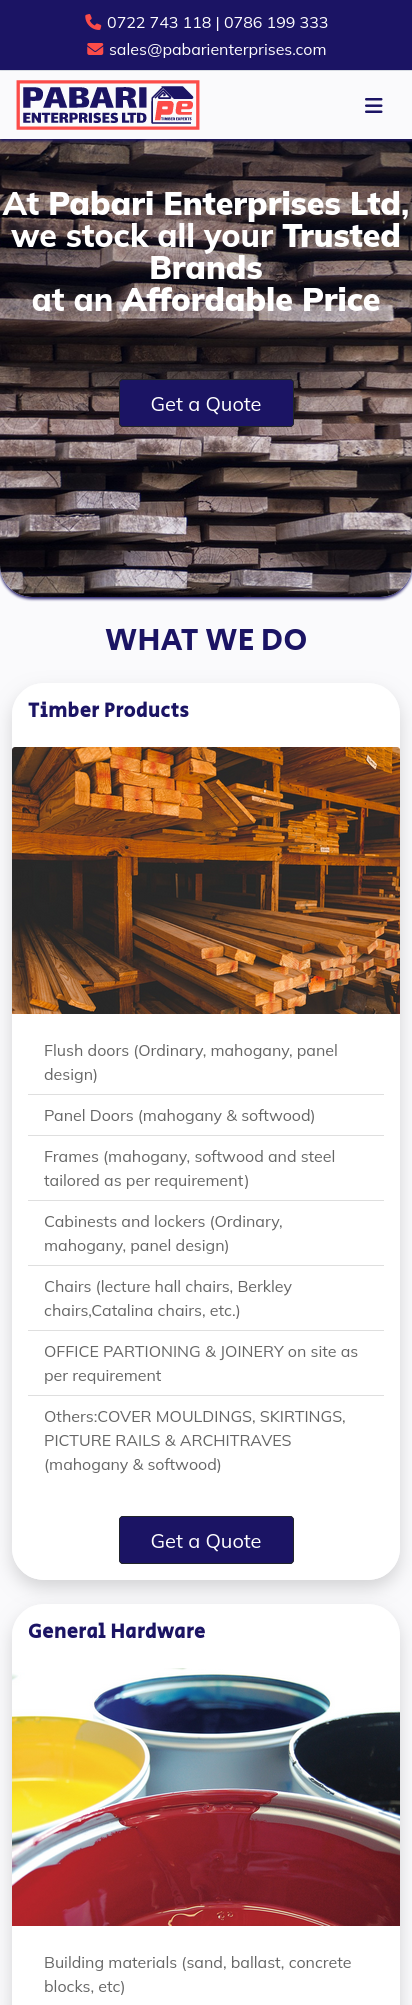 0722 743 118 | 0786 199 333
sales@pabarienterprises.com
PABARI
ENTERPRISES LTD
pe
TIMBER EXPERTS
At Pabari Enterprises Ltd,
we stock all your Trusted
Brands
at an Affordable Price
Get a Quote
WHAT WE DO
Timber Products
Flush doors (Ordinary, mahogany, panel
design)
Panel Doors (mahogany & softwood)
Frames (mahogany, softwood and steel
tailored as per requirement)
Cabinests and lockers (Ordinary,
mahogany, panel design)
Chairs (lecture hall chairs, Berkley
chairs,Catalina chairs, etc.)
OFFICE PARTIONING & JOINERY on site as
per requirement
Others:COVER MOULDINGS, SKIRTINGS,
PICTURE RAILS & ARCHITRAVES
(mahogany & softwood)
Get a Quote
General Hardware
Building materials (sand, ballast, concrete
blocks, etc)